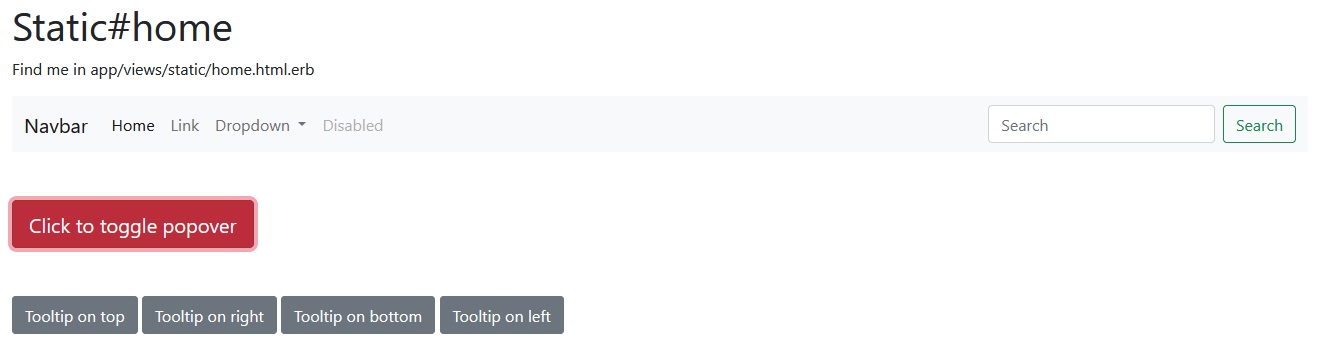 Static#home
Find me in app/views/static/home.html.erb
Navbar Home Link Dropdown Disabled Search Search
Click to toggle popover
Tooltip on top Tooltip on right Tooltip on bottom Tooltip on left